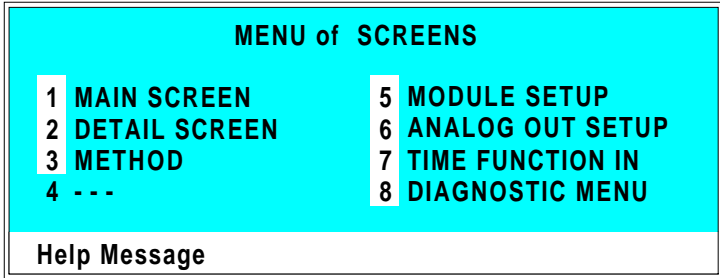 MENU of SCREENS
1 MAIN SCREEN
2 DETAIL SCREEN
3 METHOD
4 - - -
5 MODULE SETUP
6 ANALOG OUT SETUP
7 TIME FUNCTION IN
8 DIAGNOSTIC MENU
Help Message